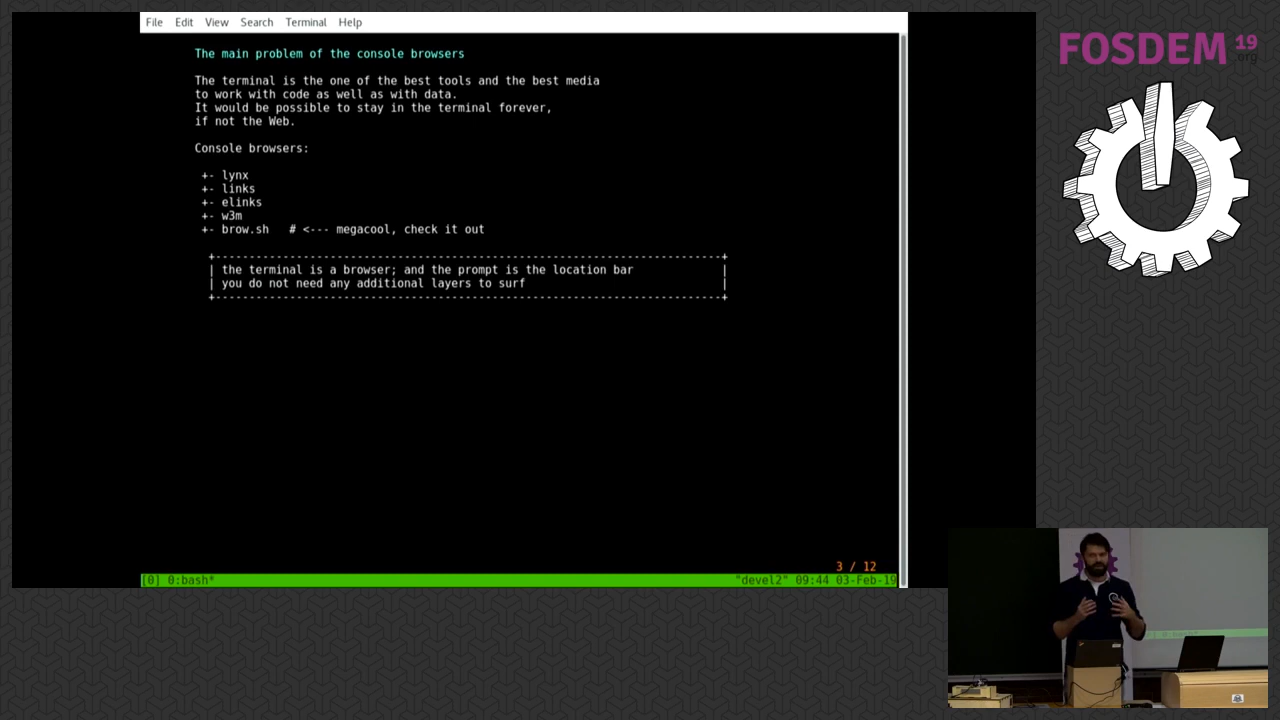 File Edit View Search Terminal Help
The main problem of the console browsers
The terminal is the one of the best tools and the best media
to work with code as well as with data.
It would be possible to stay in the terminal forever,
if not the Web.
Console browsers:
+- lynx
+- links
+- elinks
+- w3m
+- brow.sh # <--- megacool, check it out
+---------------------------------------------------------------------------+
| the terminal is a browser; and the prompt is the location bar |
| you do not need any additional layers to surf |
+---------------------------------------------------------------------------+
3 / 12
[0] 0:bash* "devel2" 09:44 03-Feb-19
FOSDEM 19
.org